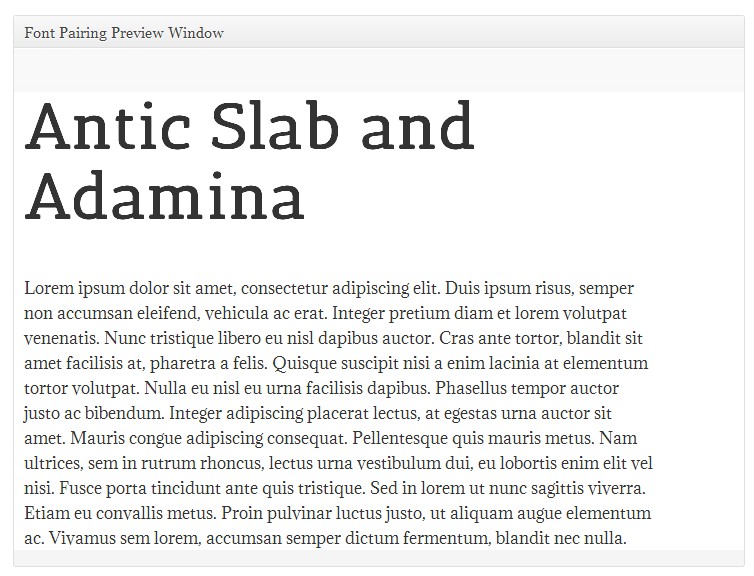 Font Pairing Preview Window
Antic Slab and
Adamina
Lorem ipsum dolor sit amet, consectetur adipiscing elit. Duis ipsum risus, semper
non accumsan eleifend, vehicula ac erat. Integer pretium diam et lorem volutpat
venenatis. Nunc tristique libero eu nisl dapibus auctor. Cras ante tortor, blandit sit
amet facilisis at, pharetra a felis. Quisque suscipit nisi a enim lacinia at elementum
tortor volutpat. Nulla eu nisl eu urna facilisis dapibus. Phasellus tempor auctor
justo ac bibendum. Integer adipiscing placerat lectus, at egestas urna auctor sit
amet. Mauris congue adipiscing consequat. Pellentesque quis mauris metus. Nam
ultrices, sem in rutrum rhoncus, lectus urna vestibulum dui, eu lobortis enim elit vel
nisi. Fusce porta tincidunt ante quis tristique. Sed in lorem ut nunc sagittis viverra.
Etiam eu convallis metus. Proin pulvinar luctus justo, ut aliquam augue elementum
ac. Vivamus sem lorem, accumsan semper dictum fermentum, blandit nec nulla.